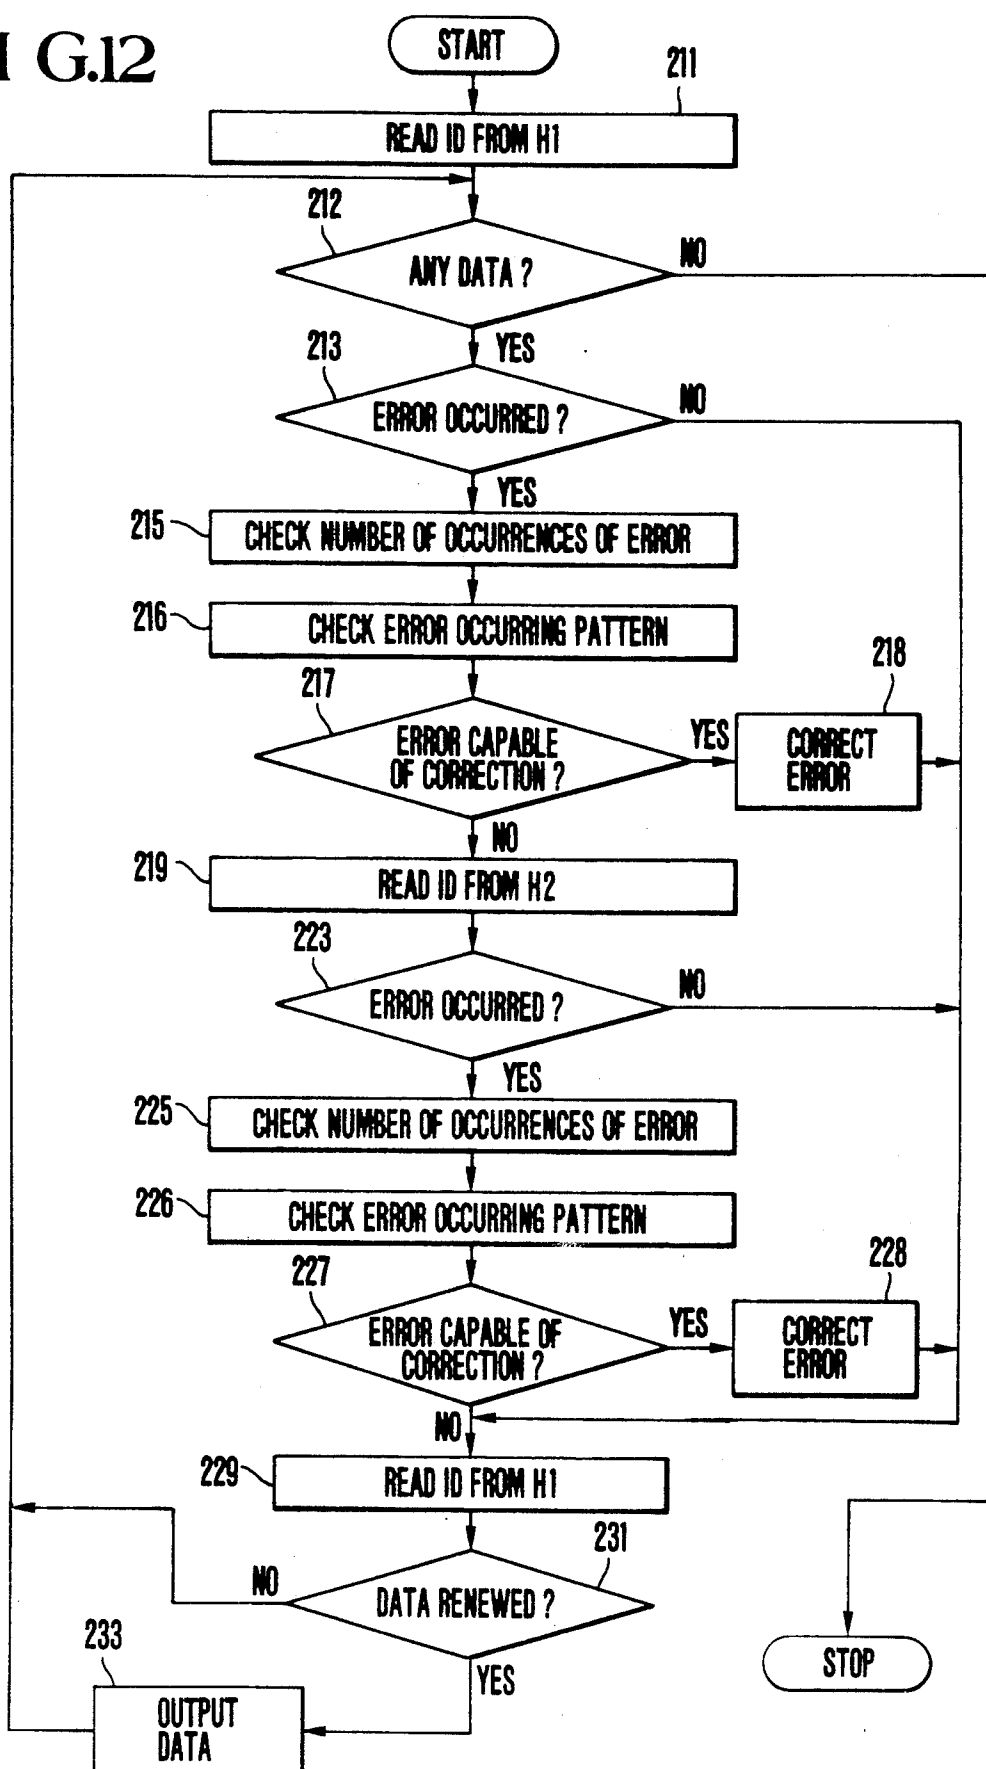 G.12
START
211
READ ID FROM H1
212
ANY DATA ?
NO
YES
213
ERROR OCCURRED ?
NO
YES
215
CHECK NUMBER OF OCCURRENCES OF ERROR
216
CHECK ERROR OCCURRING PATTERN
217
ERROR CAPABLE
OF CORRECTION ?
YES
218
CORRECT
ERROR
NO
219
READ ID FROM H2
223
ERROR OCCURRED ?
NO
YES
225
CHECK NUMBER OF OCCURRENCES OF ERROR
226
CHECK ERROR OCCURRING PATTERN
227
ERROR CAPABLE OF
CORRECTION ?
YES
228
CORRECT
ERROR
NO
229
READ ID FROM H1
231
DATA RENEWED ?
NO
YES
233
OUTPUT
DATA
STOP